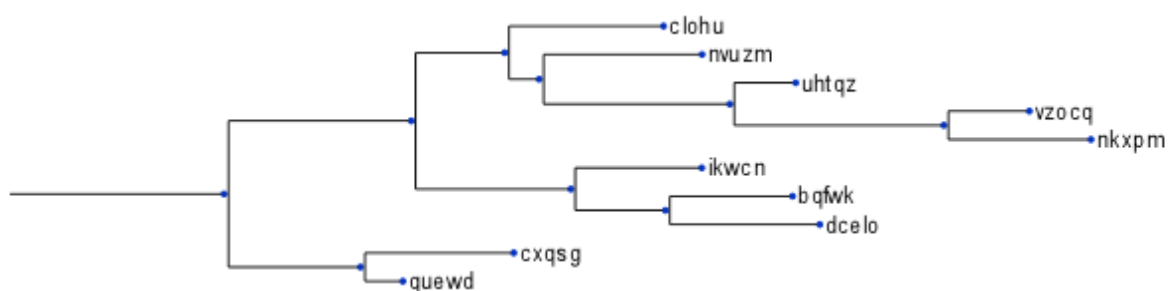 clohu
nvuzm
uhtqz
vzocq
nkxpm
ikwcn
bqfwk
dcelo
cxqsg
quewd